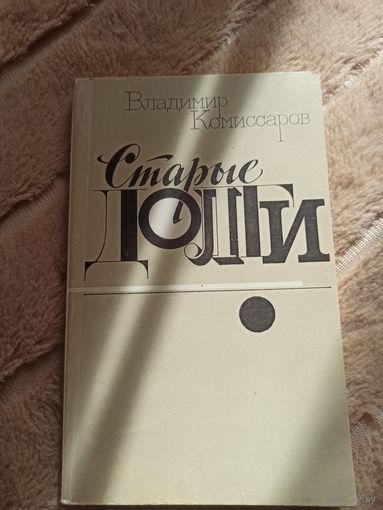 Владимир
Комиссаров
Старые
ДОЛГИ